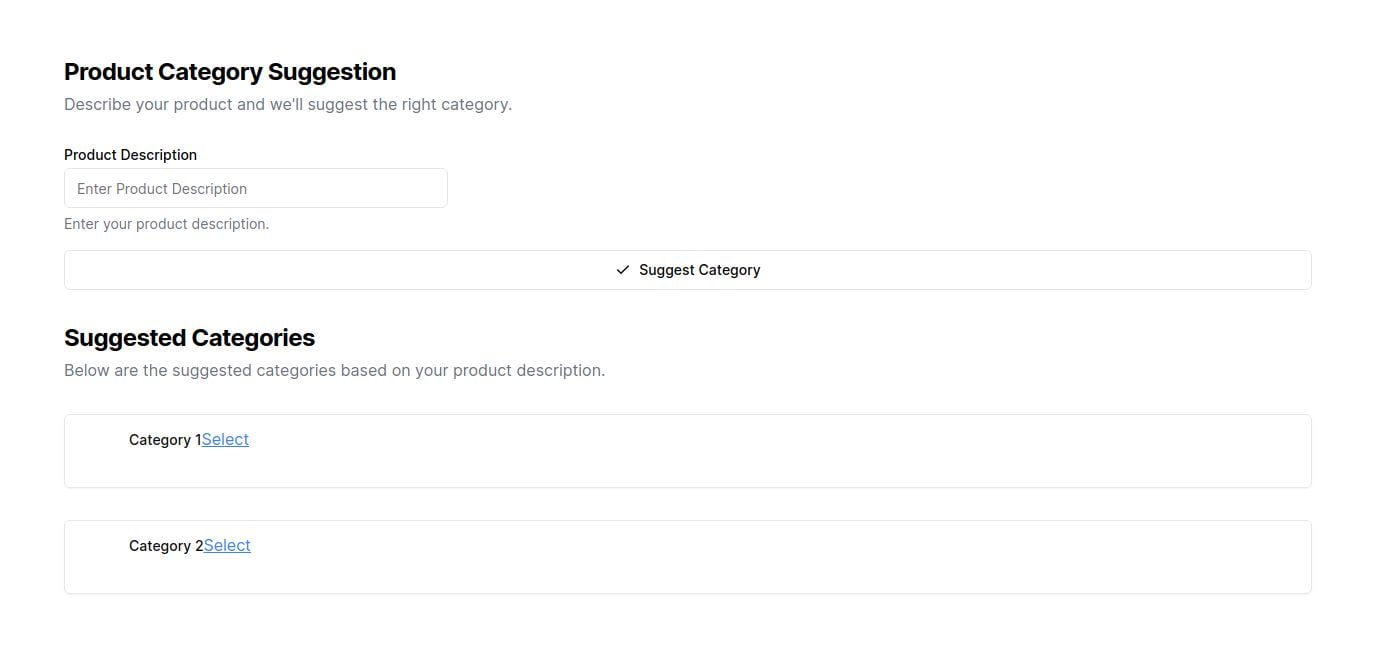 Product Category Suggestion
Describe your product and we'll suggest the right category.
Product Description
Enter Product Description
Enter your product description.
Suggest Category
Suggested Categories
Below are the suggested categories based on your product description.
Category 1Select
Category 2Select